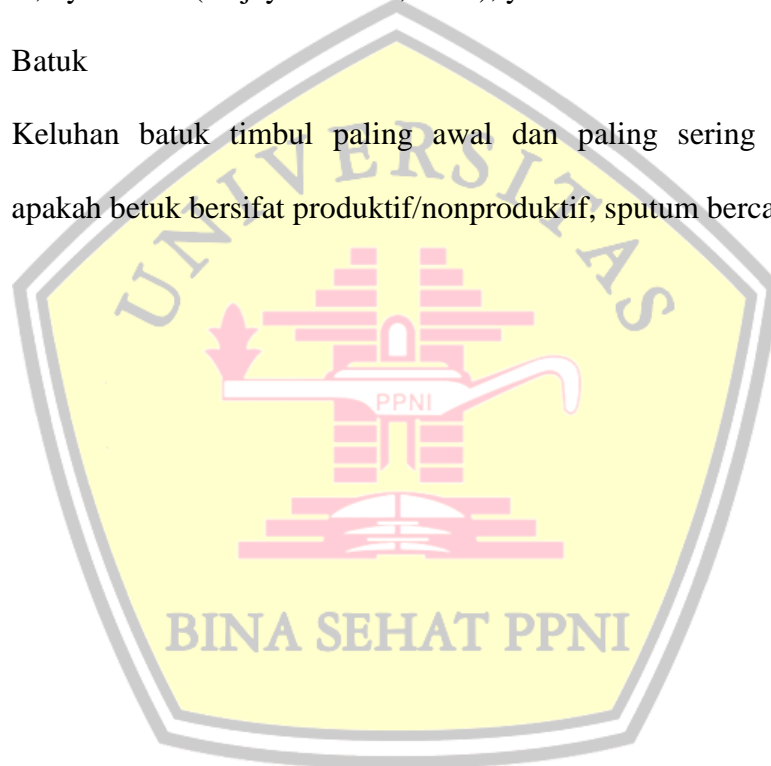 Batuk
Keluhan batuk timbul paling awal dan paling sering
apakah betuk bersifat produktif/nonproduktif, sputum
UNIVERSITAS
PPNI
BINA SEHAT PPNI